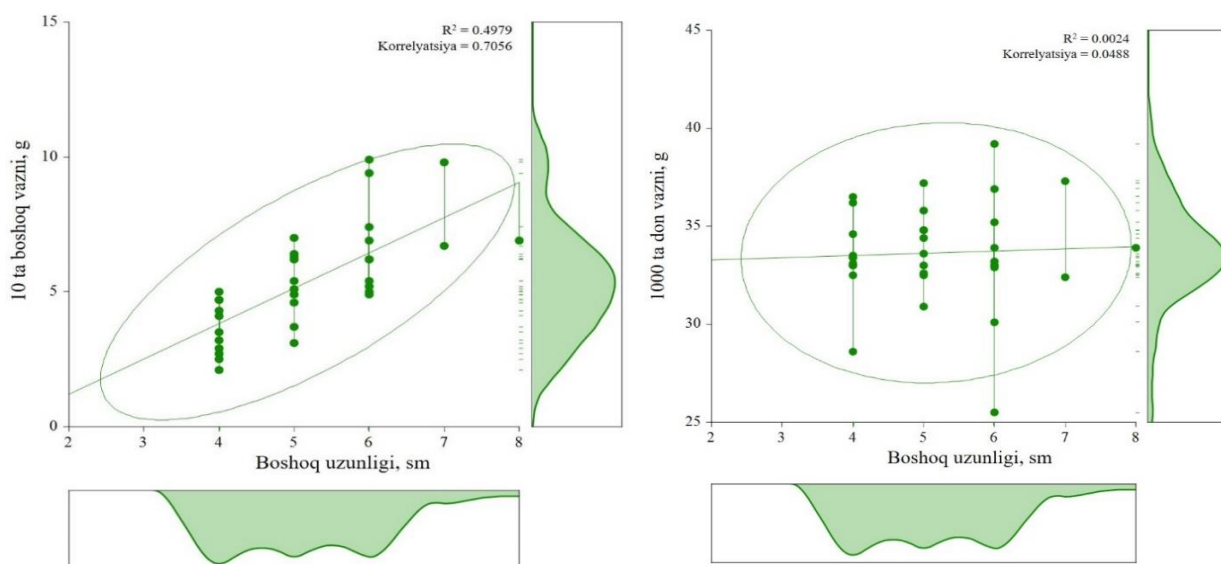 15
R² = 0.4979
Korrelyatsiya = 0.7056
10
5
0
10 ta boshoq vazni, g
2 3 4 5 6 7 8
Boshoq uzunligi, sm
45
R² = 0.0024
Korrelyatsiya = 0.0488
40
35
30
25
1000 ta don vazni, g
2 3 4 5 6 7 8
Boshoq uzunligi, sm